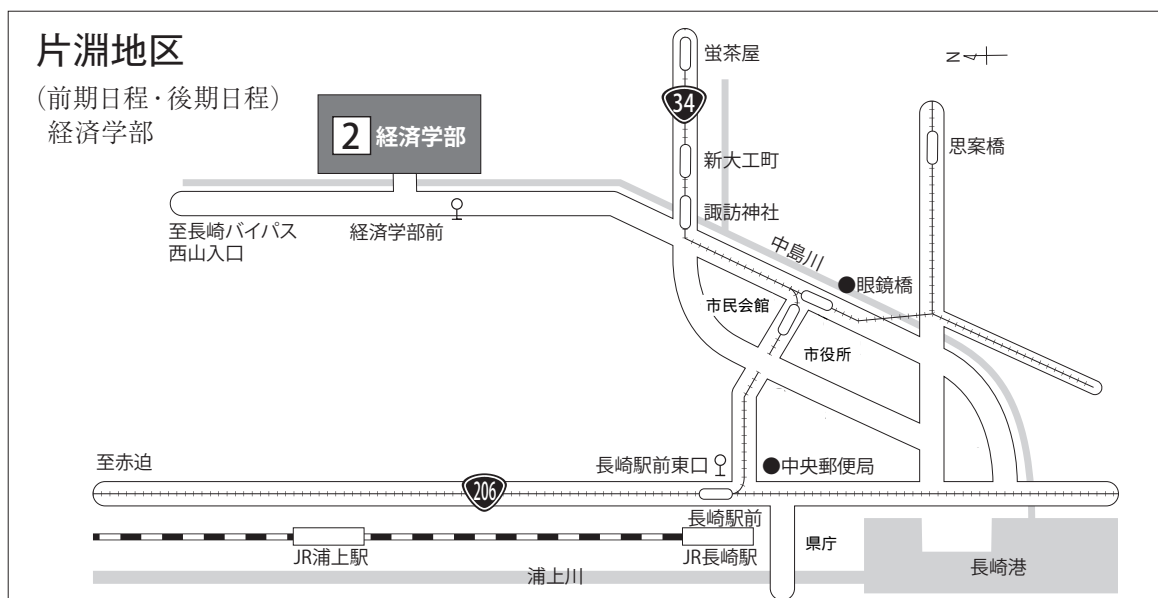 片淵地区
（前期日程・後期日程）
経済学部
2 経済学部
蛍茶屋
34
N
新大工町
思案橋
諏訪神社
至長崎バイパス
西山入口
経済学部前
中島川
眼鏡橋
市民会館
市役所
至赤迫
長崎駅前東口
中央郵便局
206
長崎駅前
県庁
JR浦上駅
JR長崎駅
長崎港
浦上川